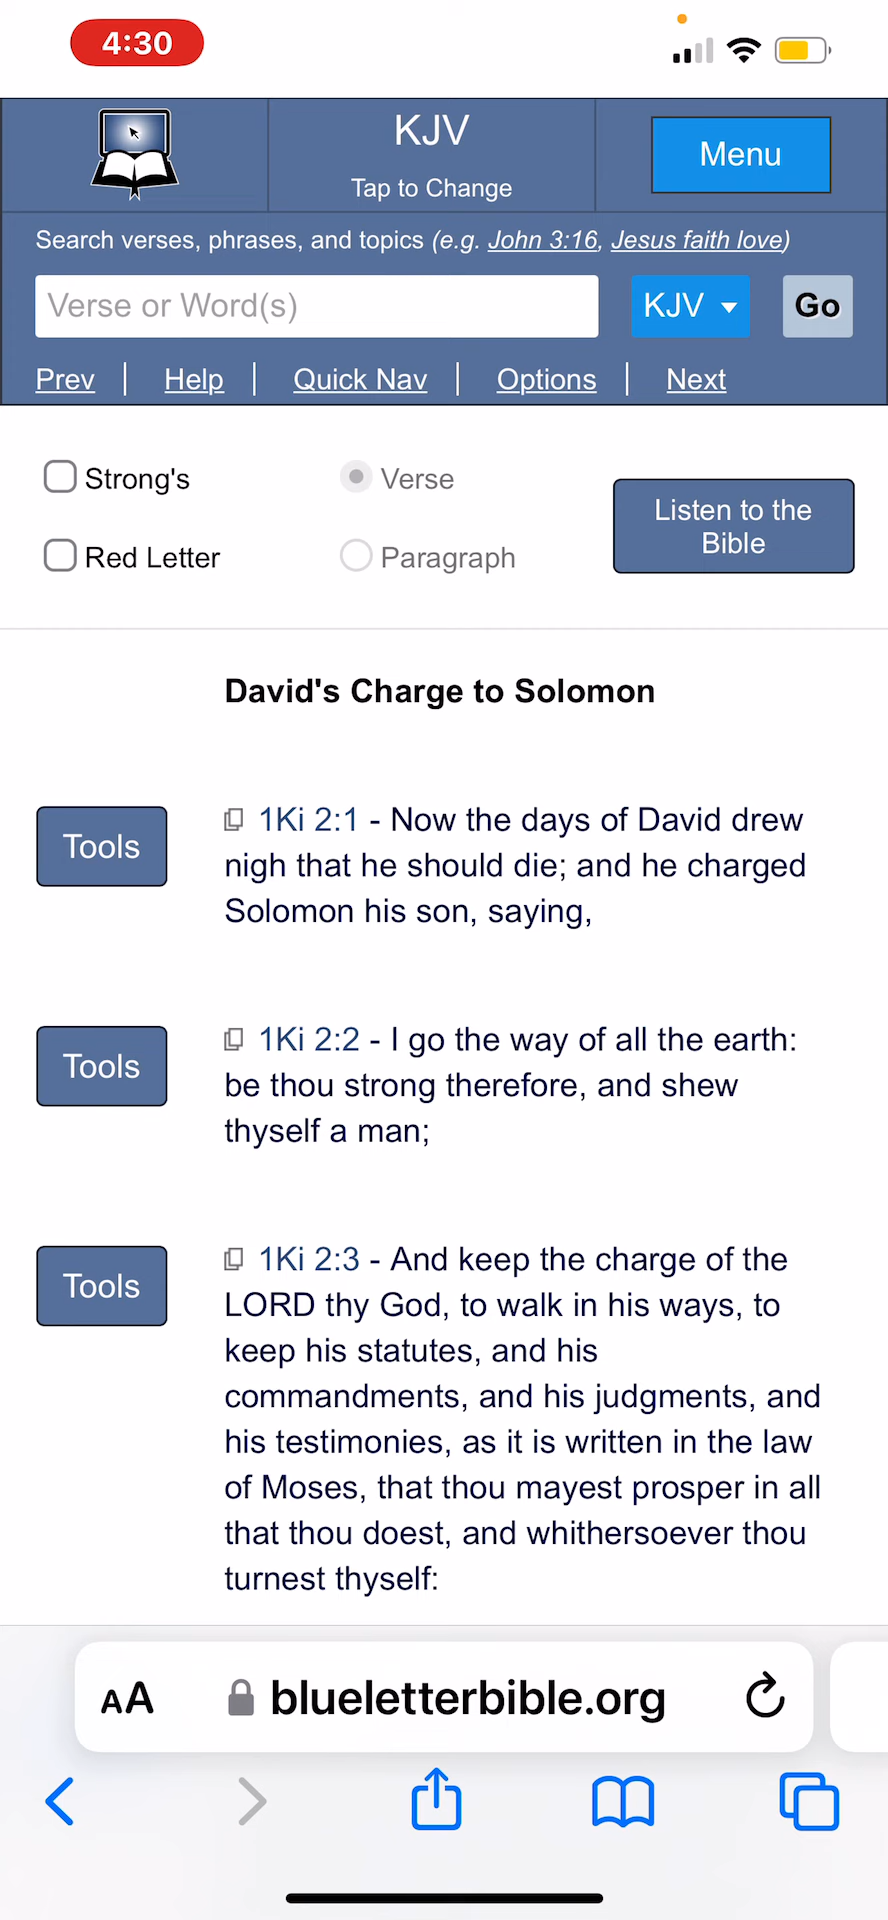 4:30
KJV
Tap to Change
Menu
Search verses, phrases, and topics (e.g. John 3:16, Jesus faith love)
Verse or Word(s)
KJV
Go
Prev | Help | Quick Nav | Options | Next
Strong's
Verse
Red Letter
Paragraph
Listen to the
Bible
David's Charge to Solomon
Tools
1Ki 2:1 - Now the days of David drew
nigh that he should die; and he charged
Solomon his son, saying,
Tools
1Ki 2:2 - I go the way of all the earth:
be thou strong therefore, and shew
thyself a man;
Tools
1Ki 2:3 - And keep the charge of the
LORD thy God, to walk in his ways, to
keep his statutes, and his
commandments, and his judgments, and
his testimonies, as it is written in the law
of Moses, that thou mayest prosper in all
that thou doest, and whithersoever thou
turnest thyself:
AA
blueletterbible.org